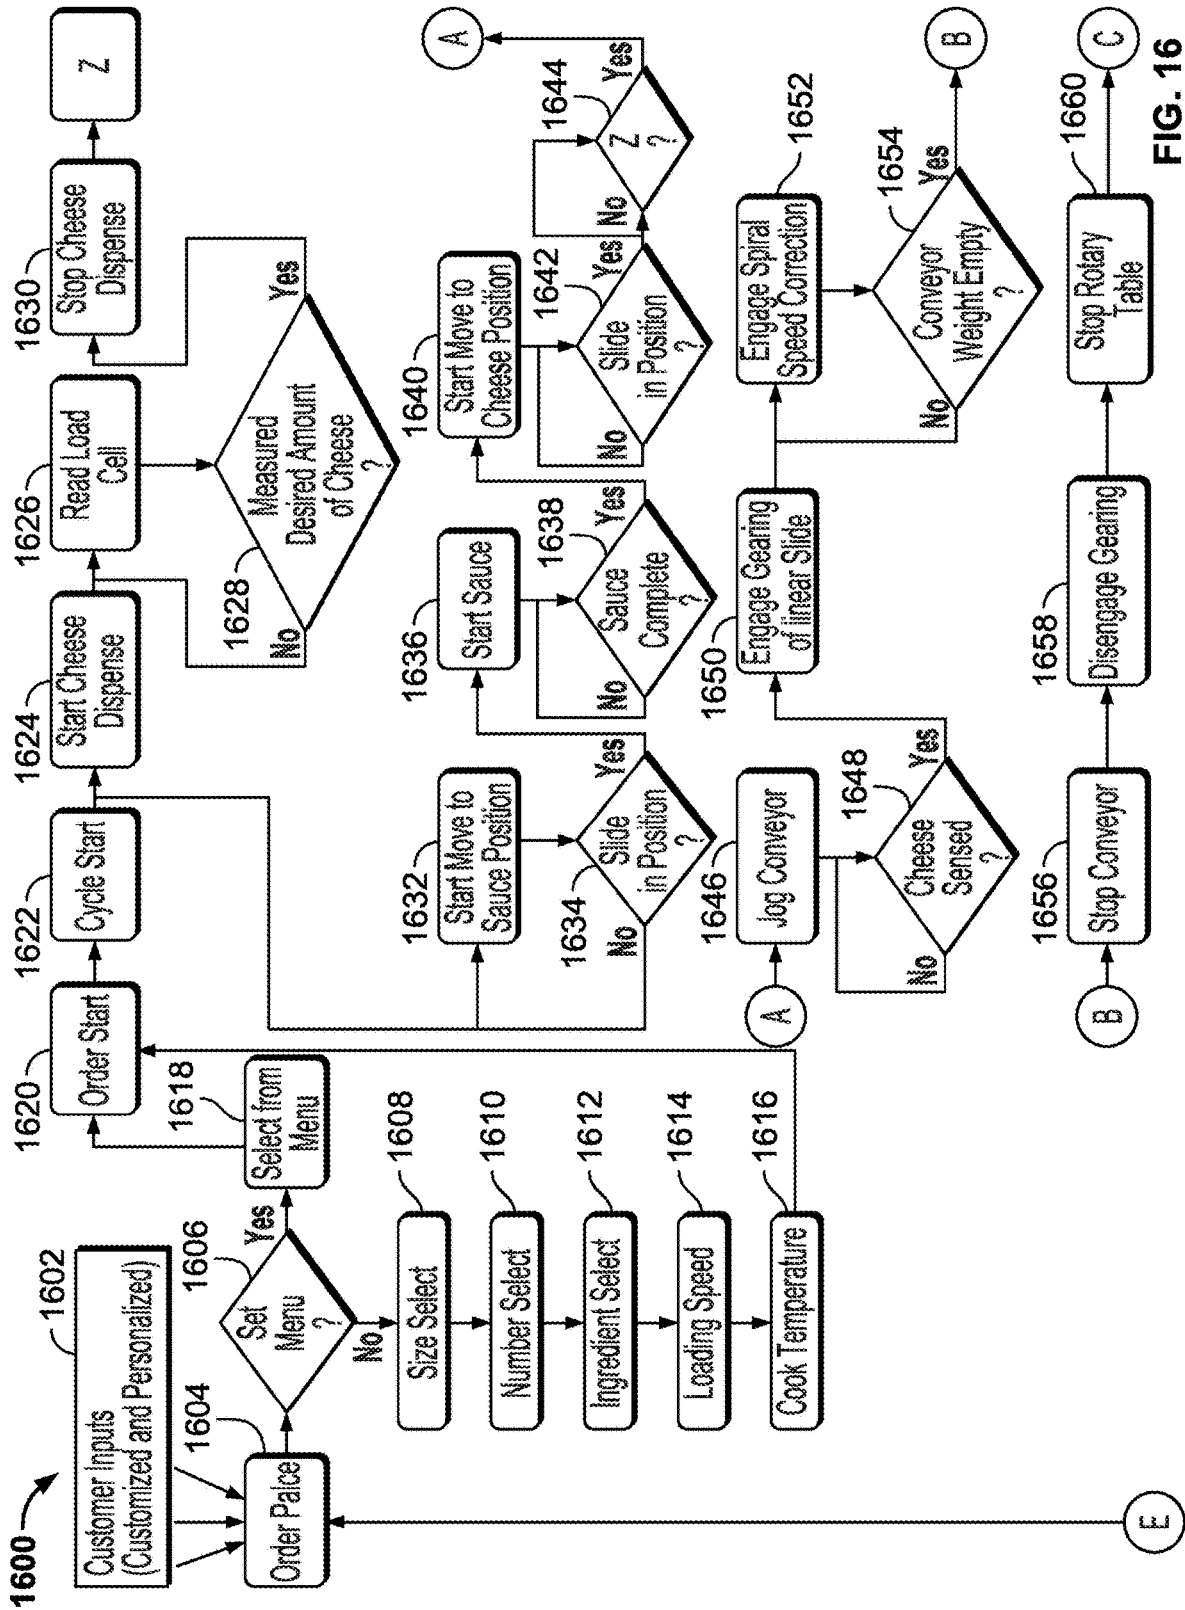 1600
Customer Inputs
(Customized and Personalized)
1602
Order Palce
1604
Set
Menu
?
1606
Yes
No
Select from
Menu
1618
Size Select
1608
Number Select
1610
Ingredient Select
1612
Loading Speed
1614
Cook Temperature
1616
E
Order Start
1620
Cycle Start
1622
Start Cheese
Dispense
1624
Read Load
Cell
1626
Measured
Desired Amount
of Cheese
?
1628
No
Yes
Stop Cheese
Dispense
1630
Z
Start Move to
Sauce Position
1632
Slide
in Position
?
1634
No
Yes
Start Sauce
1636
Sauce
Complete
?
1638
No
Yes
Start Move to
Cheese Position
1640
Slide
in Position
?
1642
No
Yes
Z
?
1644
No
Yes
A
A
Jog Conveyor
1646
Cheese
Sensed
?
1648
No
Yes
Engage Gearing
of linear Slide
1650
Engage Spiral
Speed Correction
1652
Conveyor
Weight Empty
?
1654
No
Yes
B
B
Stop Conveyor
1656
Disengage Gearing
1658
Stop Rotary
Table
1660
C
FIG. 16